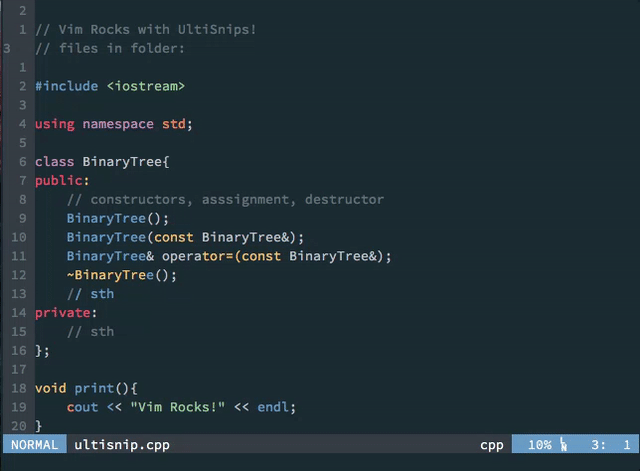 2
1 // Vim Rocks with UltiSnips!
3 // files in folder:
1
2 #include <iostream>
3
4 using namespace std;
5
6 class BinaryTree{
7 public:
8     // constructors, asssignment, destructor
9     BinaryTree();
10     BinaryTree(const BinaryTree&);
11     BinaryTree& operator=(const BinaryTree&);
12     ~BinaryTree();
13     // sth
14 private:
15     // sth
16 };
17
18 void print(){
19     cout << "Vim Rocks!" << endl;
20 }
NORMAL ultisnip.cpp cpp 10% 3: 1